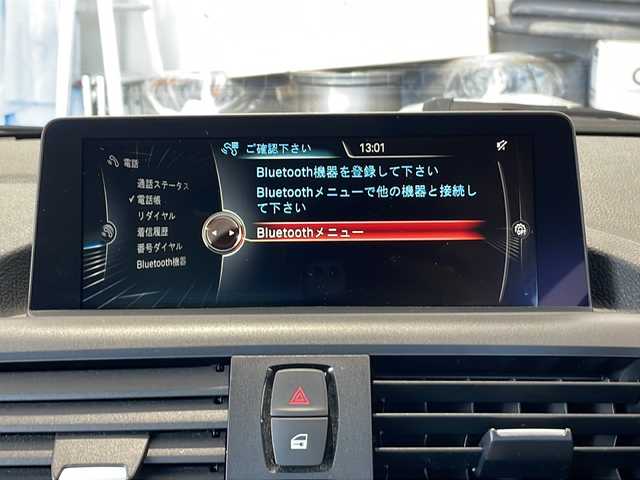 電話
通話ステータス
電話帳
リダイヤル
着信履歴
番号ダイヤル
Bluetooth機器
ご確認下さい
13:01
Bluetooth機器を登録して下さい
Bluetoothメニューで他の機器と接続し
て下さい
Bluetoothメニュー